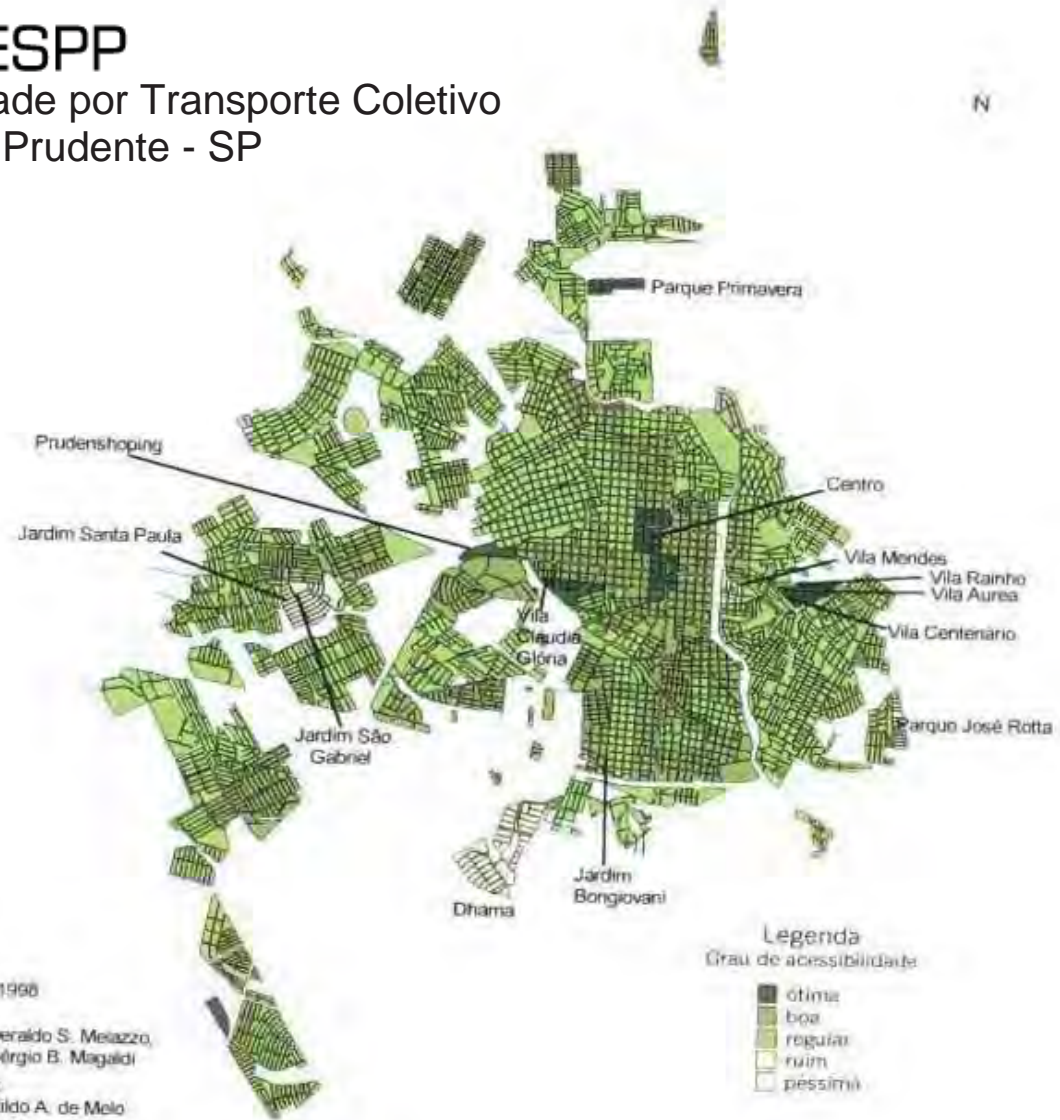 ESPP
ade por Transporte Coletivo
Prudente - SP
N
Parque Primavera
Prudenshoping
Centro
Jardim Santa Paula
Vila Mendes
Vila Rainho
Vila Aurea
Vila Claudia Glória
Vila Centenário
Parque José Rotta
Jardim São
Gabriel
Jardim
Bongiovani
Dhama
Legenda
Grau de acessibilidade
ótima
boa
regular
ruim
péssima
1998
eraldo S. Melazzo,
érgio B. Magaldi
ildo A. de Melo